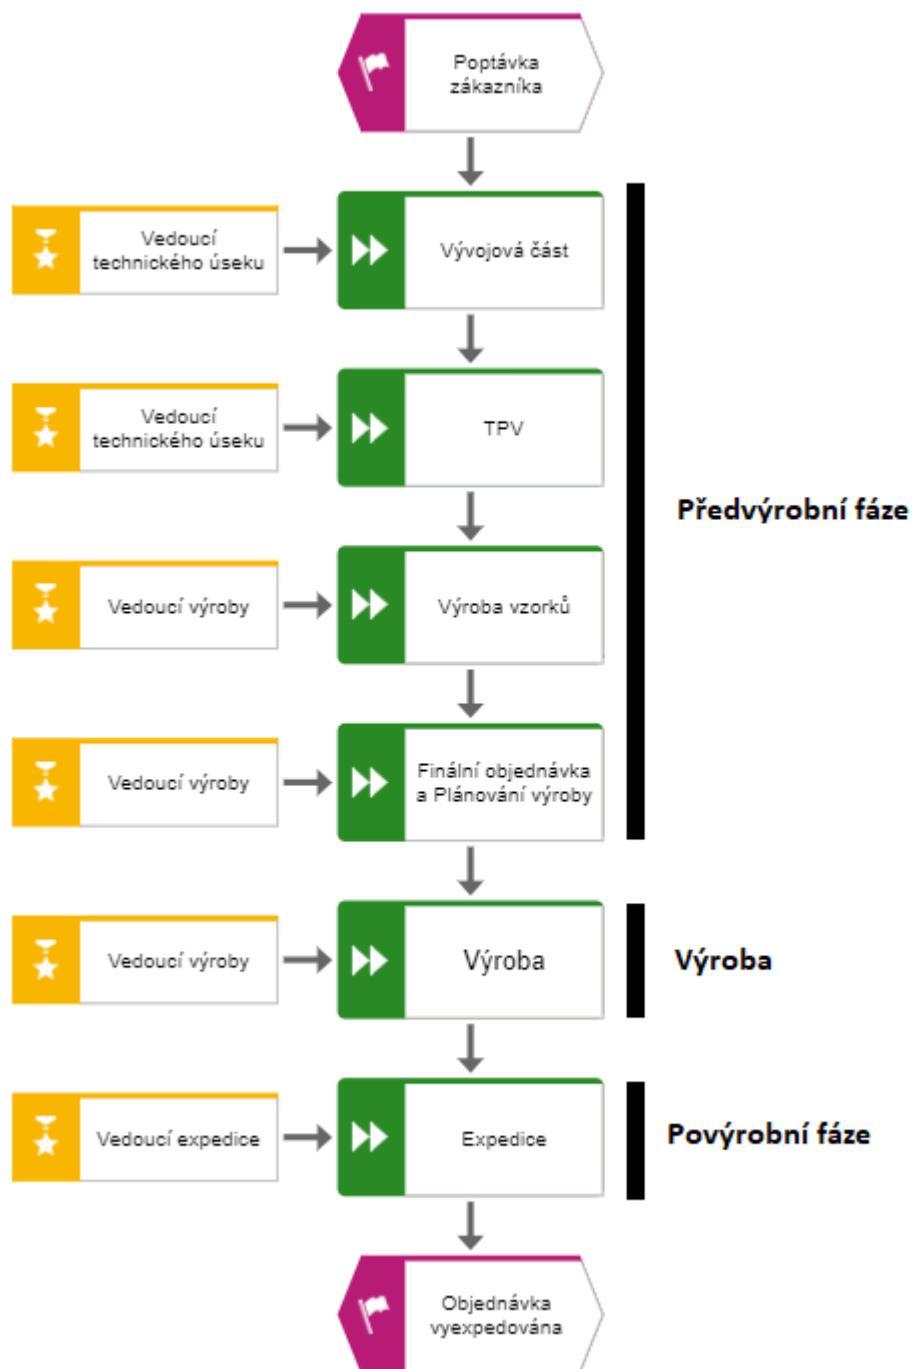 Poptávka
zákazníka
Vedoucí
technického úseku
Vývojová část
Vedoucí
technického úseku
TPV
Předvýrobní fáze
Vedoucí výroby
Výroba vzorků
Vedoucí výroby
Finální objednávka
a Plánování výroby
Vedoucí výroby
Výroba
Výroba
Vedoucí expedice
Expedice
Povýrobní fáze
Objednávka
vyexpedována